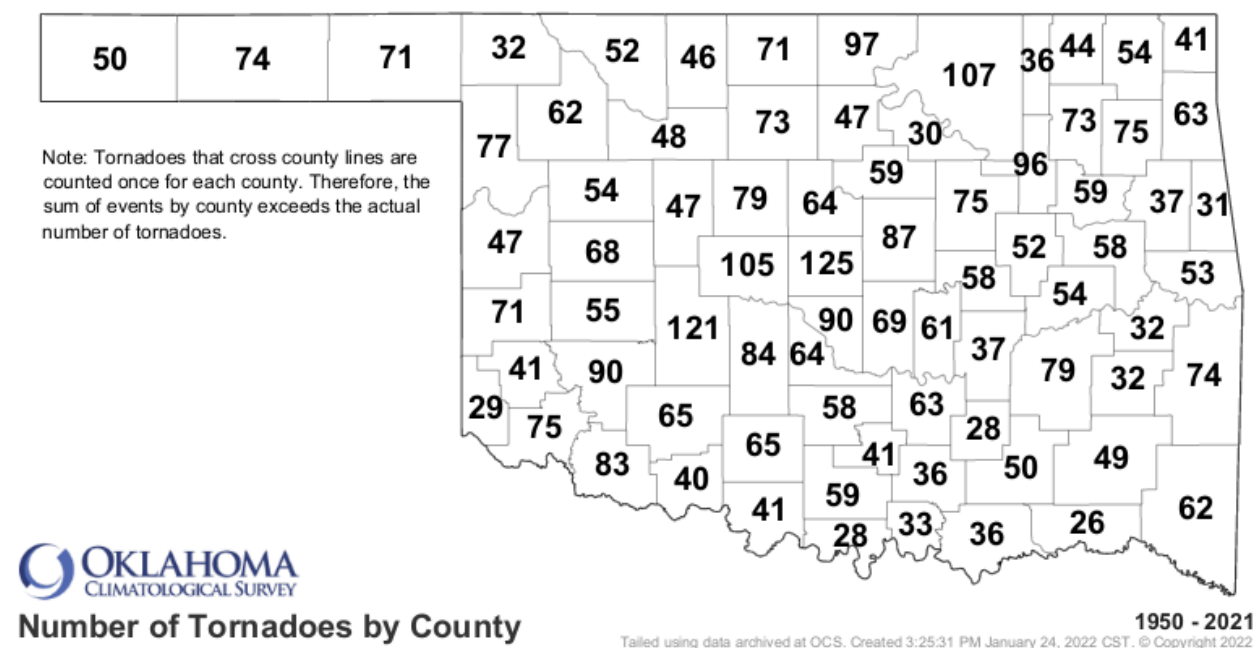 50 74 71 32 52 46 71 97 107 36 44 54 41
77 62 48 73 47 30 73 75 63
Note: Tornadoes that cross county lines are
counted once for each county. Therefore, the
sum of events by county exceeds the actual
number of tornadoes.
54 47 79 64 59 75 96 59 37 31
47 68 105 125 87 58 52 58 53
71 55 121 90 69 61 37 54 32
84 64 79 32 74
29 41 90 65 58 63 28
75 83 40 65 41 36 50 49 62
41 59 28 33 36 26
OKLAHOMA
CLIMATOLOGICAL SURVEY
Number of Tornadoes by County
1950 - 2021
Tailed using data archived at OCS. Created 3:25:31 PM January 24, 2022 CST. © Copyright 2022